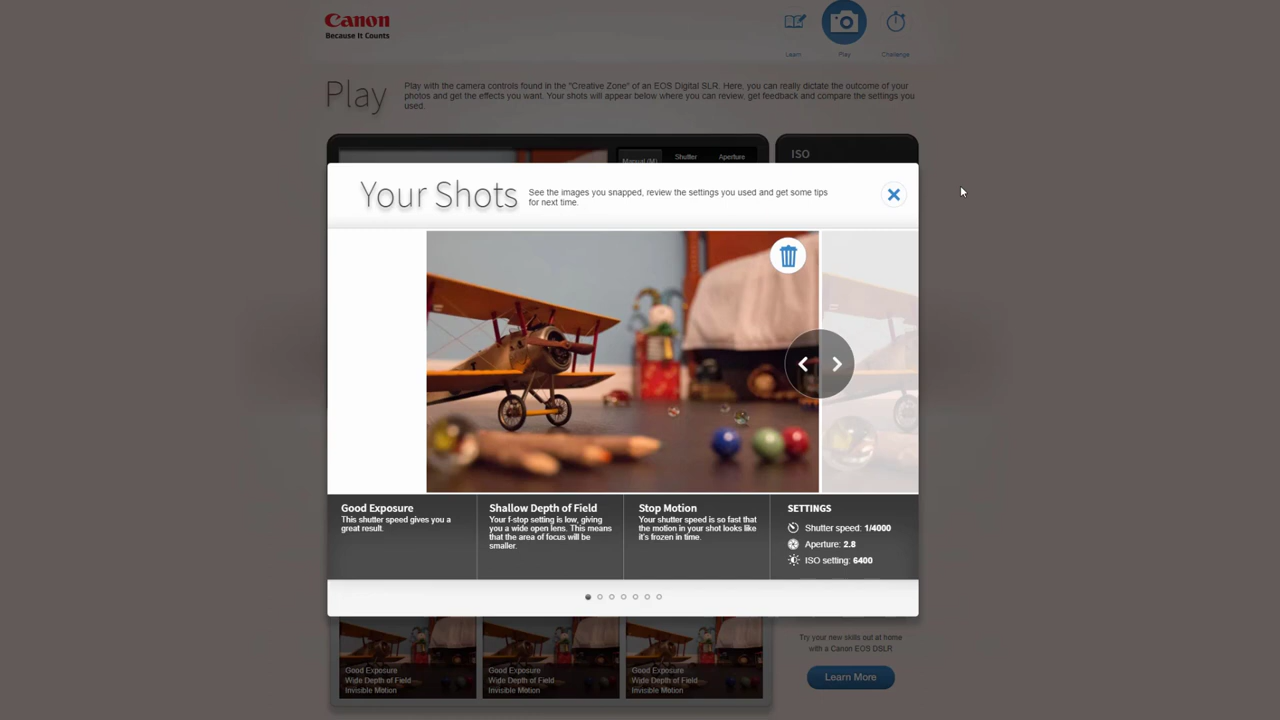 Canon
Because It Counts
Learn
Play
Challenge
Play
Play with the camera controls found in the "Creative Zone" of an EOS Digital SLR. Here, you can really dictate the outcome of your
photos and get the effects you want. Your shots will appear below where you can review, get feedback and compare the settings you
used.
Manual (M)
Shutter
Aperture
ISO
Your Shots
See the images you snapped, review the settings you used and get some tips
for next time.
Good Exposure
This shutter speed gives you a
great result.
Shallow Depth of Field
Your f-stop setting is low, giving
you a wide open lens. This means
that the area of focus will be
smaller.
Stop Motion
Your shutter speed is so fast that
the motion in your shot looks like
it's frozen in time.
SETTINGS
Shutter speed: 1/4000
Aperture: 2.8
ISO setting: 6400
Good Exposure
Wide Depth of Field
Invisible Motion
Good Exposure
Wide Depth of Field
Invisible Motion
Good Exposure
Wide Depth of Field
Invisible Motion
Try your new skills out at home
with a Canon EOS DSLR
Learn More